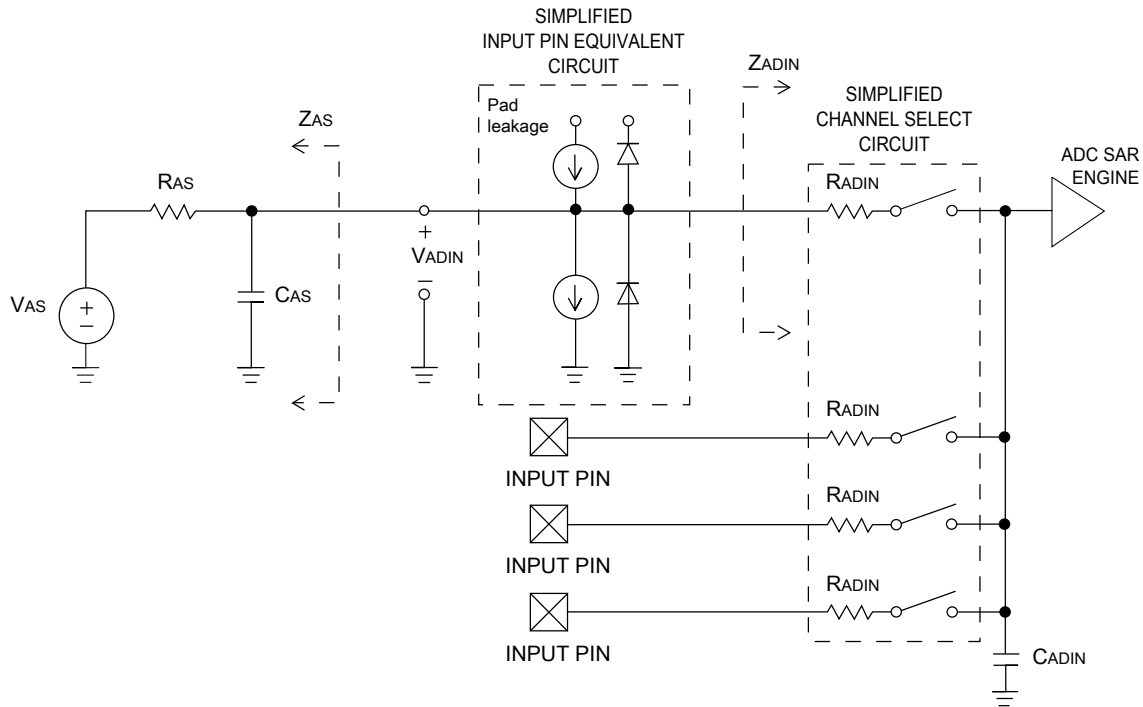 SIMPLIFIED
INPUT PIN EQUIVALENT
CIRCUIT
Pad
leakage
ZAS
ZADIN
SIMPLIFIED
CHANNEL SELECT
CIRCUIT
ADC SAR
ENGINE
RAS
RADIN
+
VADIN
–
VAS
+
–
CAS
RADIN
INPUT PIN
RADIN
INPUT PIN
RADIN
INPUT PIN
CADIN